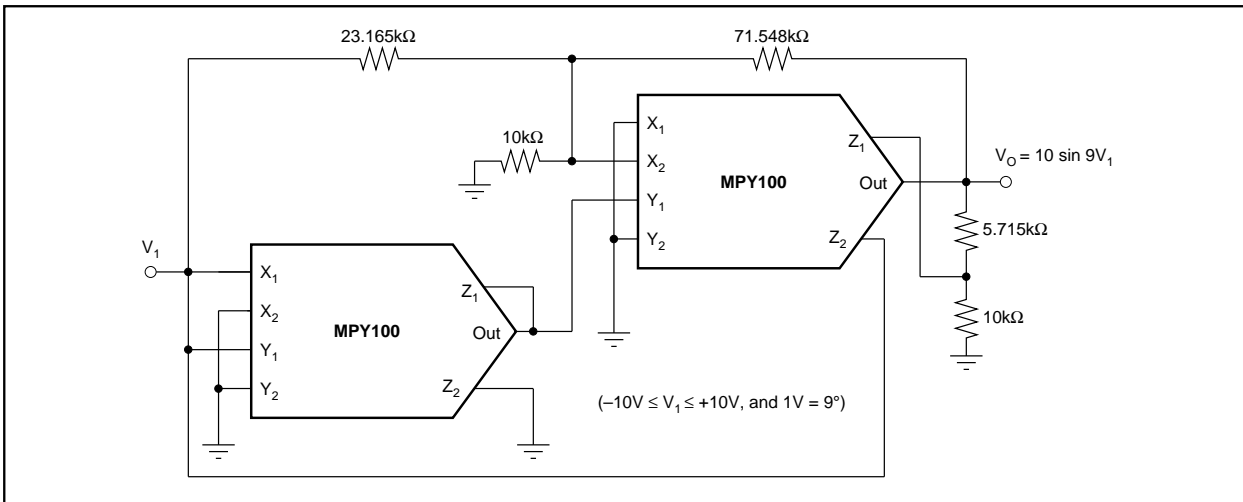 23.165kΩ
71.548kΩ
10kΩ
X₁
X₂
Y₁
Y₂
MPY100
Z₁
Out
Z₂
V_O = 10 sin 9V₁
5.715kΩ
10kΩ
V₁
X₁
X₂
Y₁
Y₂
MPY100
Z₁
Out
Z₂
(–10V ≤ V₁ ≤ +10V, and 1V = 9°)